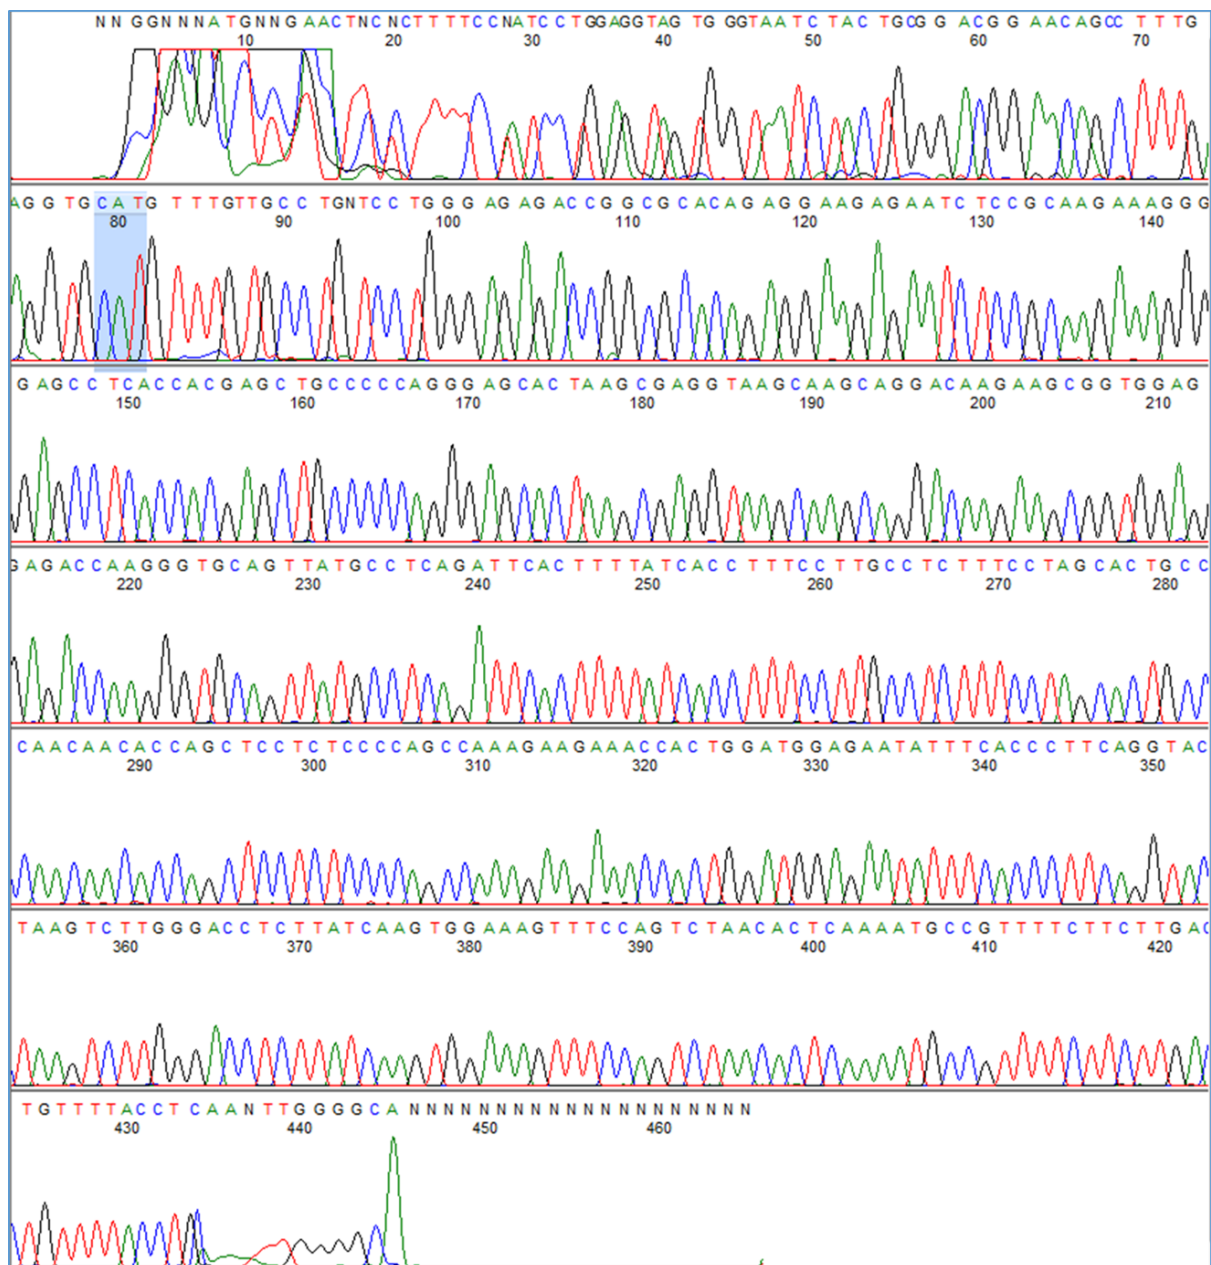 NNGGNNNATGNNGAACTNCNCTTTTCCNATCCTGGAGGTAGTGGGTAATCTACTGCGGACGGAACAGCCTTTG
10 20 30 40 50 60 70
AGGTGCATGTTTGTTGCCTGNTCCTGGGAGAGACCGGCGCACAGAGGAAGAGAATCTCCGCAAGAAAGGG
80 90 100 110 120 130 140
GAGCCTCACCACGAGCTGCCCCCAGGGAGCACTAAGCGAGGTAAGCAAGCAGGACAAGAAGCGGTGGAG
150 160 170 180 190 200 210
GAGACCAAGGGTGCAGTTATGCCTCAGATTCACTTTTATCACCTTTCCTTGCCTCTTTCCTAGCACTGCC
220 230 240 250 260 270 280
CAACAACACCAGCTCCTCTCCCCAGCCAAAGAAGAAACCACTGGATGGAGAATATTTCACCCTTCAGGTAC
290 300 310 320 330 340 350
TAAGTCTTGGGACCTCTTATCAAGTGGAAAGTTTCCAGTCTAACACTCAAAATGCCGTTTTCTTCTTGAC
360 370 380 390 400 410 420
TGTTTTACCTCAANTTGGGGCANNNNNNNNNNNNNNNNNNNN
430 440 450 460